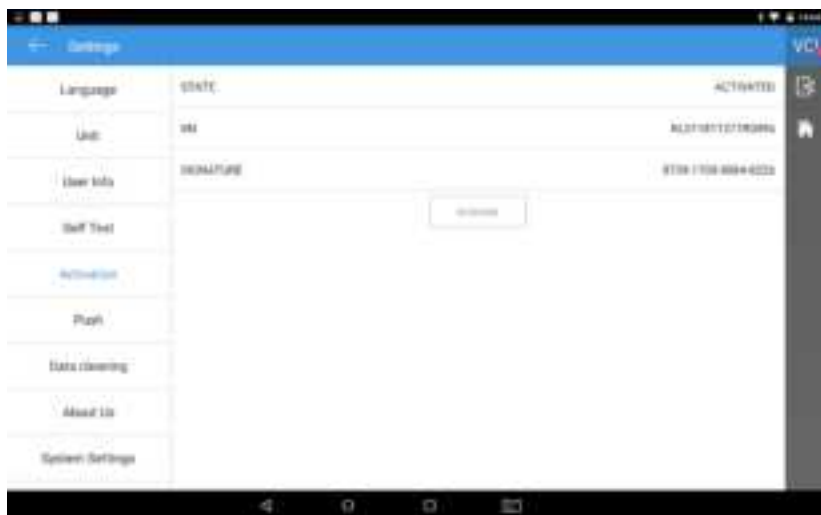 Settings
VCI
Language
Unit
User Info
Self Test
Activation
Push
Data cleaning
About Us
System Settings
STATE
ACTIVATED
SN
SIGNATURE